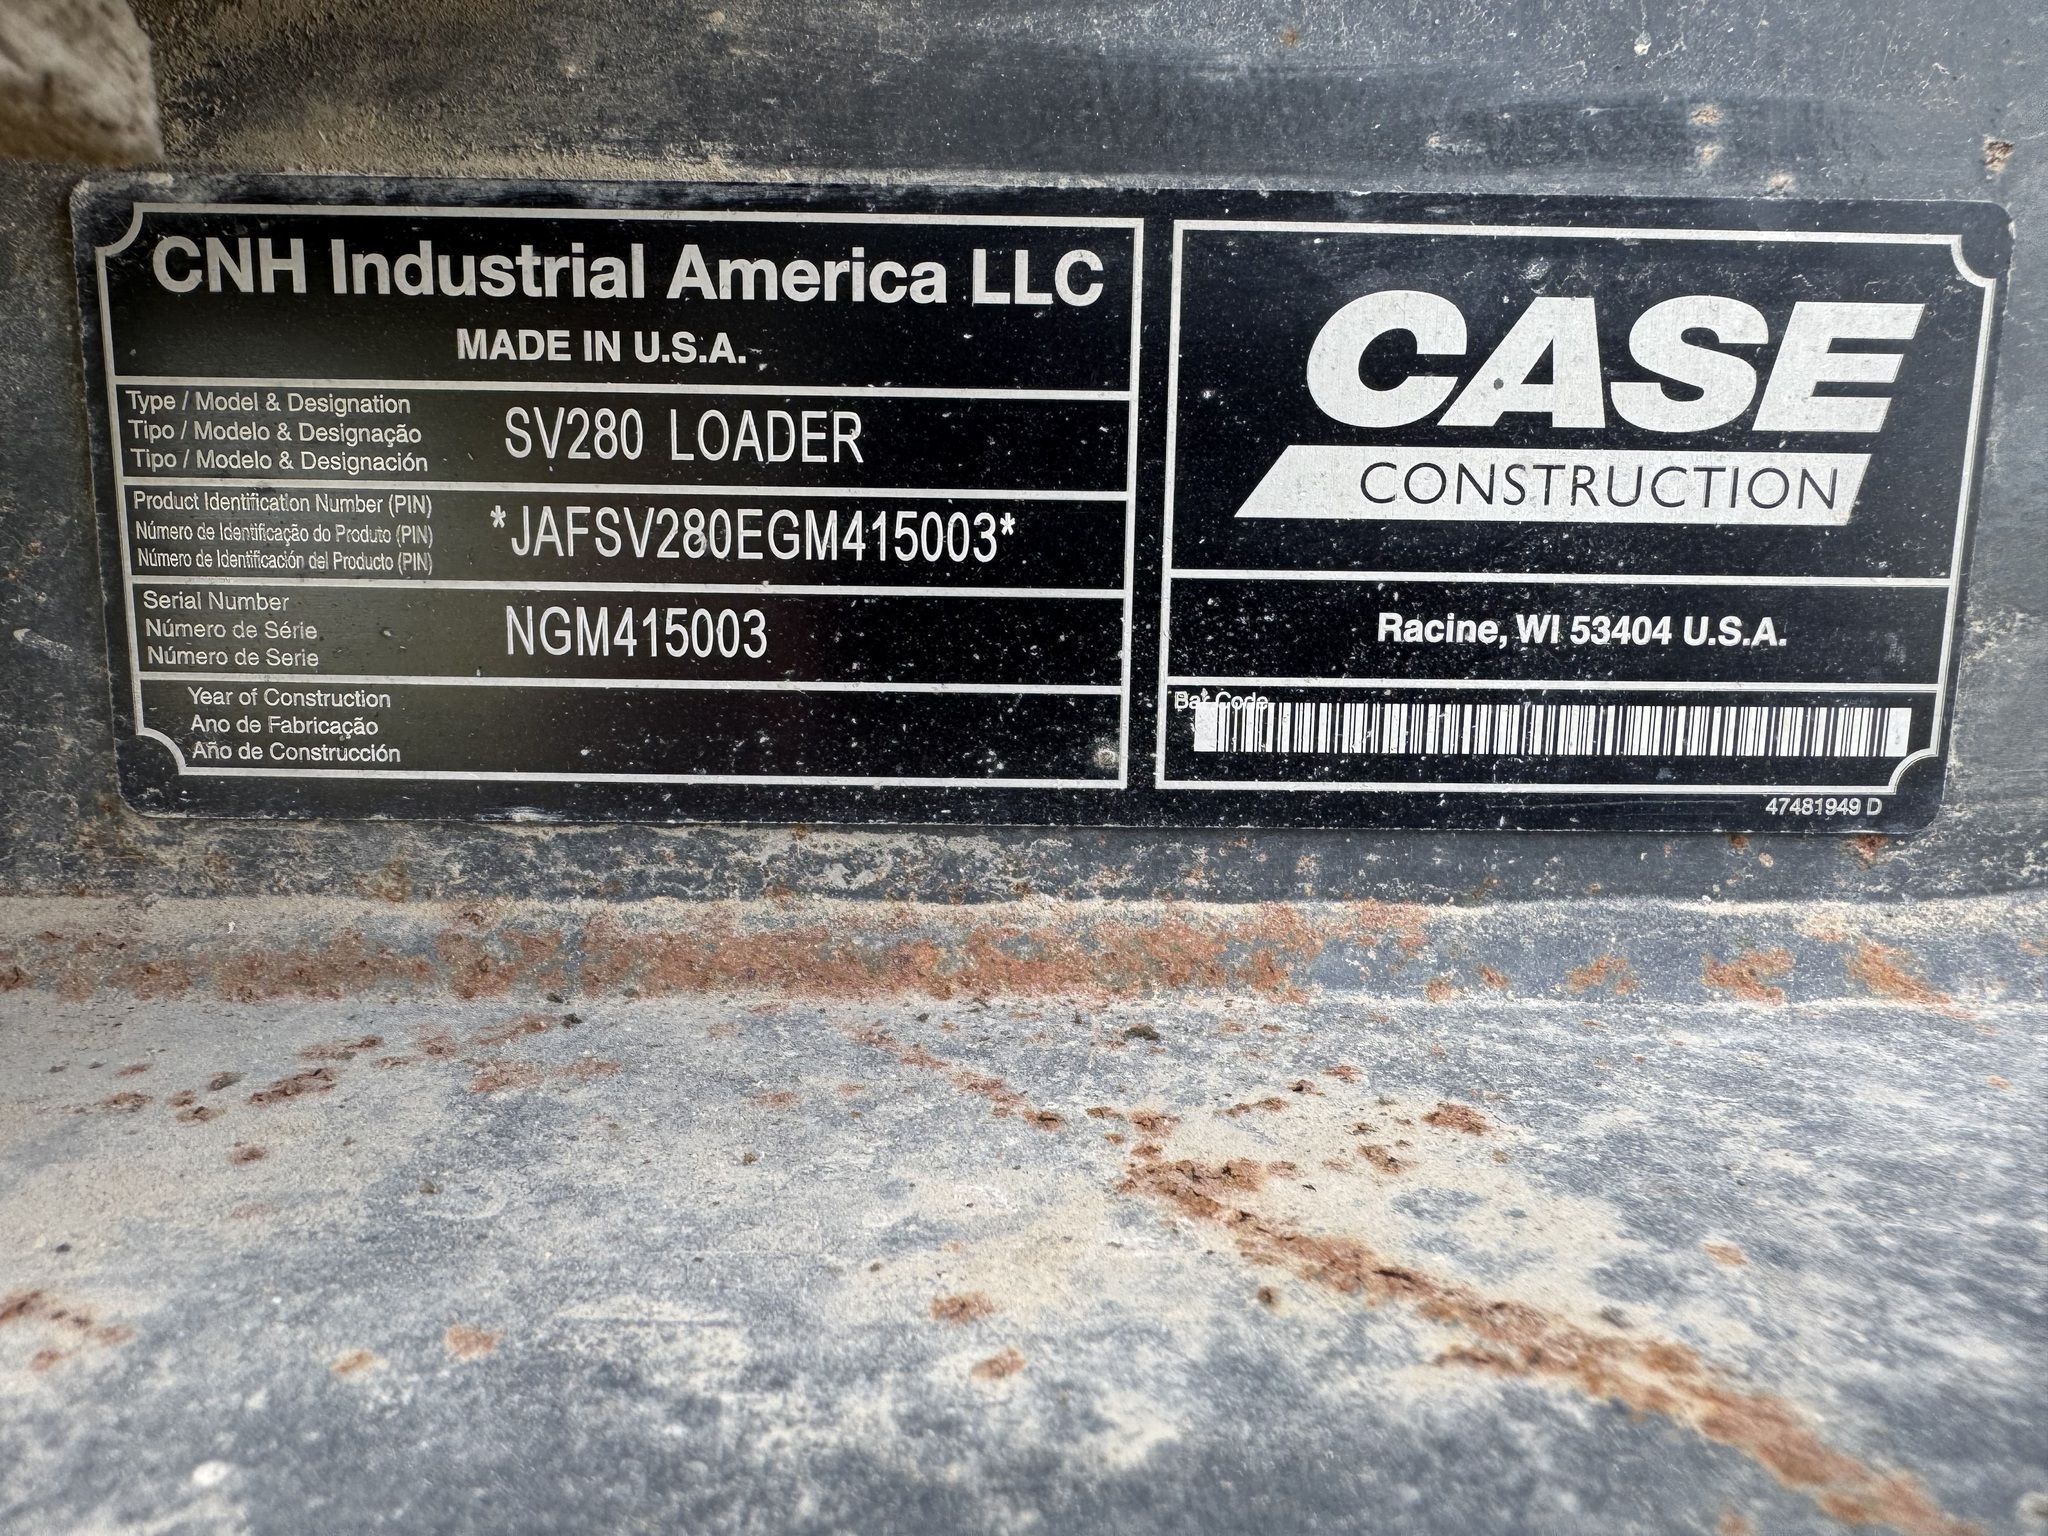 CNH Industrial America LLC
MADE IN U.S.A.
Type / Model & Designation
Tipo / Modelo & Designação
Tipo / Modelo & Designación
SV280 LOADER
Product Identification Number (PIN)
Número de Identificação do Produto (PIN)
Número de Identificación del Producto (PIN)
*JAFSV280EGM415003*
Serial Number
Número de Série
Número de Serie
NGM415003
Year of Construction
Ano de Fabricação
Año de Construcción
CASE
CONSTRUCTION
Racine, WI 53404 U.S.A.
Bar Code
47481949 D